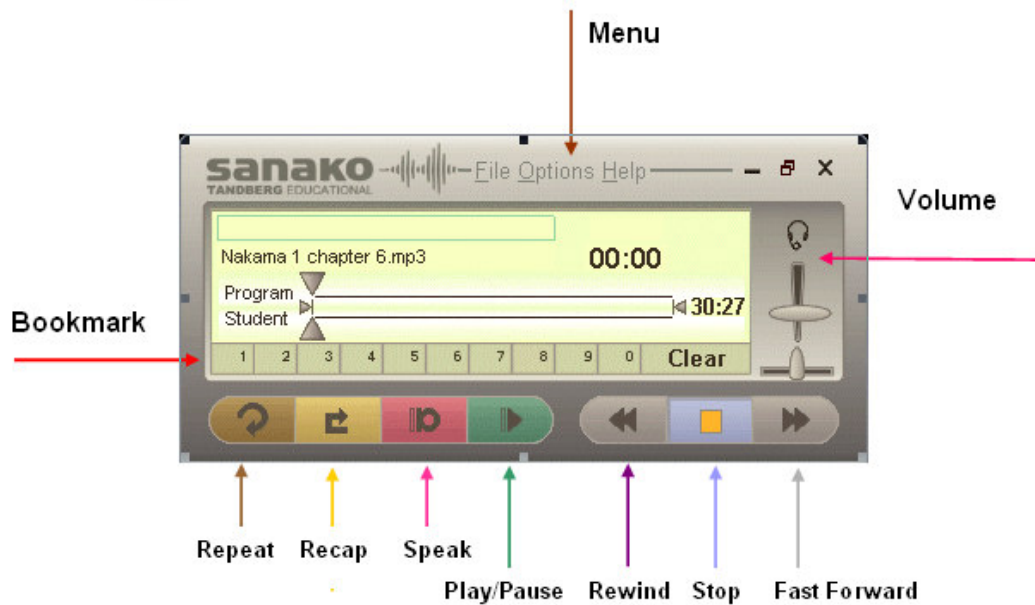 Menu
sanako
TANDBERG EDUCATIONAL
File Options Help
Volume
Nakama 1 chapter 6.mp3
00:00
Program
Student
30:27
Bookmark
1 2 3 4 5 6 7 8 9 0 Clear
Repeat Recap Speak
Play/Pause Rewind Stop Fast Forward